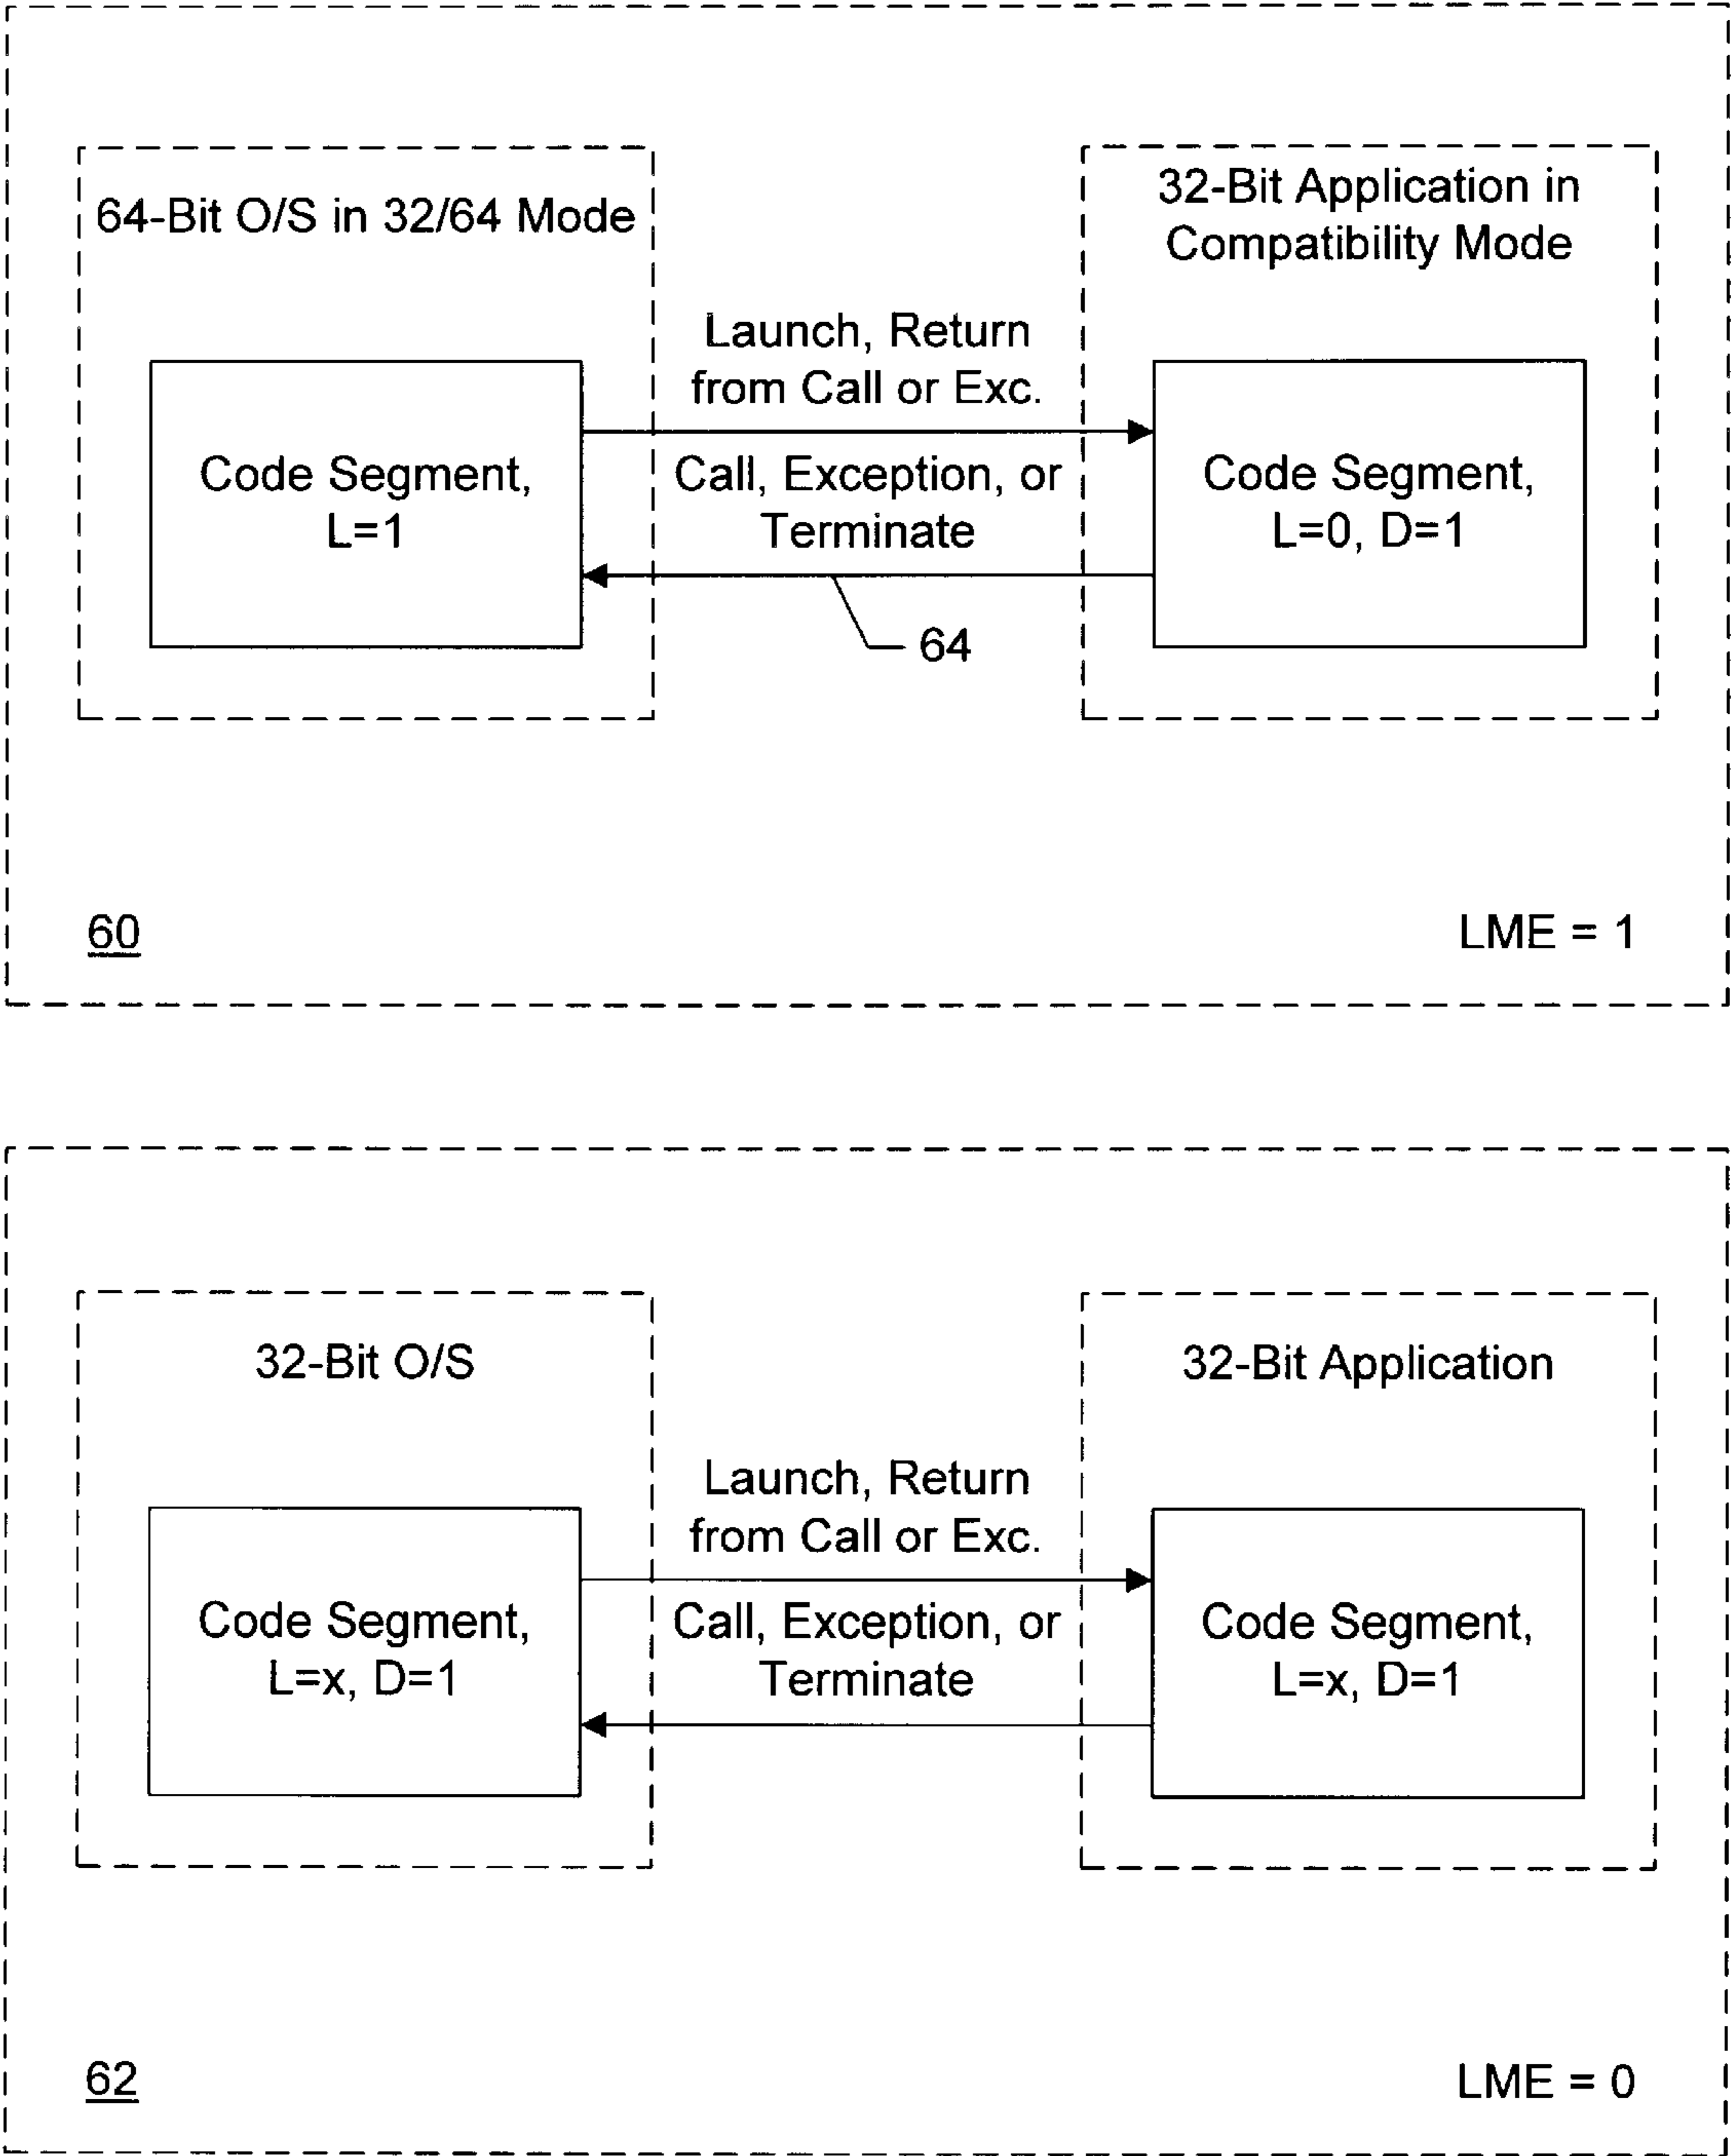 64-Bit O/S in 32/64 Mode
32-Bit Application in
Compatibility Mode
Launch, Return
from Call or Exc.
Code Segment,
L=1
Call, Exception, or
Terminate
Code Segment,
L=0, D=1
64
60
LME = 1
32-Bit O/S
32-Bit Application
Launch, Return
from Call or Exc.
Code Segment,
L=x, D=1
Call, Exception, or
Terminate
Code Segment,
L=x, D=1
62
LME = 0